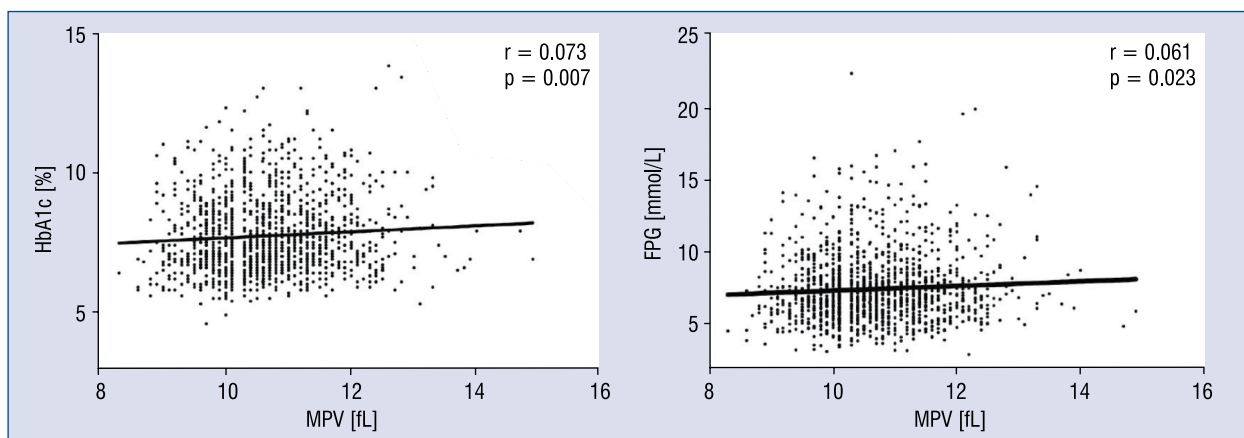 15
10
5
HbA1c [%]
r = 0.073
p = 0.007
8
10
12
14
16
MPV [fL]
25
20
15
10
5
FPG [mmol/L]
r = 0.061
p = 0.023
8
10
12
14
16
MPV [fL]